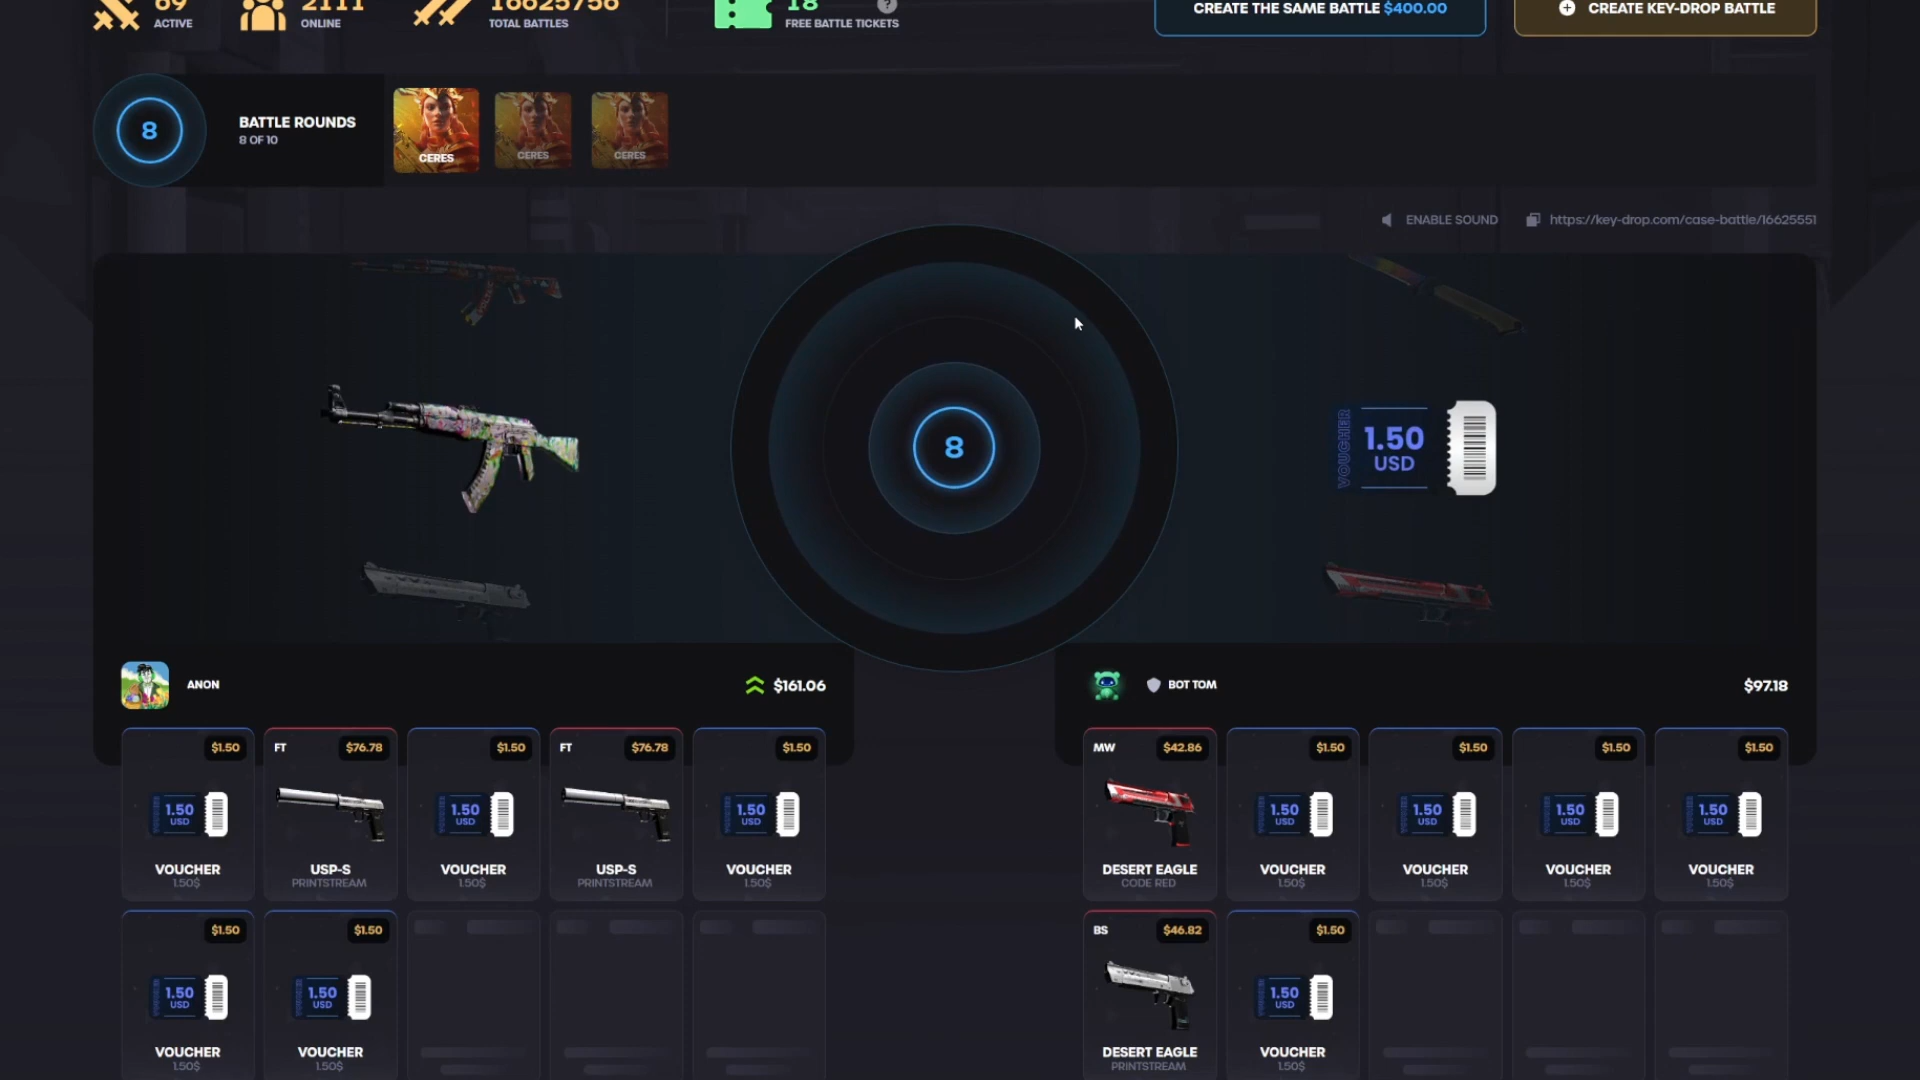 69
ACTIVE
2111
ONLINE
16625756
TOTAL BATTLES
18
FREE BATTLE TICKETS
?
CREATE THE SAME BATTLE $400.00
CREATE KEY-DROP BATTLE
8
BATTLE ROUNDS
8 OF 10
CERES
CERES
CERES
ENABLE SOUND
https://key-drop.com/case-battle/16625551
8
VOUCHER
1.50
USD
ANON
$161.06
BOT TOM
$97.18
$1.50
1.50
USD
VOUCHER
1.50$
FT
$76.78
USP-S
PRINTSTREAM
$1.50
1.50
USD
VOUCHER
1.50$
FT
$76.78
USP-S
PRINTSTREAM
$1.50
1.50
USD
VOUCHER
1.50$
MW
$42.86
DESERT EAGLE
CODE RED
$1.50
1.50
USD
VOUCHER
1.50$
$1.50
1.50
USD
VOUCHER
1.50$
$1.50
1.50
USD
VOUCHER
1.50$
$1.50
1.50
USD
VOUCHER
1.50$
$1.50
1.50
USD
VOUCHER
1.50$
$1.50
1.50
USD
VOUCHER
1.50$
BS
$46.82
DESERT EAGLE
PRINTSTREAM
$1.50
1.50
USD
VOUCHER
1.50$